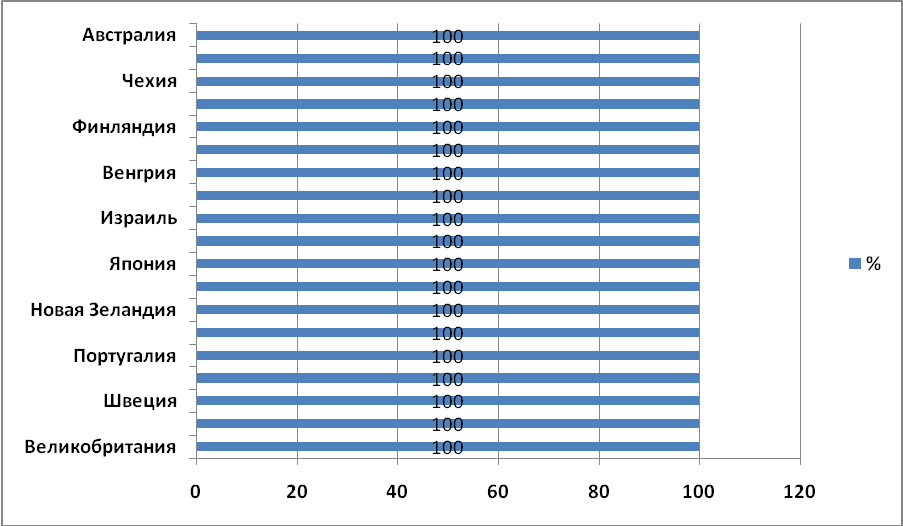 Австралия 100
100
Чехия 100
100
Финляндия 100
100
Венгрия 100
100
Израиль 100
100
Япония 100
100
Новая Зеландия 100
100
Португалия 100
100
Швеция 100
100
Великобритания 100
0 20 40 60 80 100 120
%